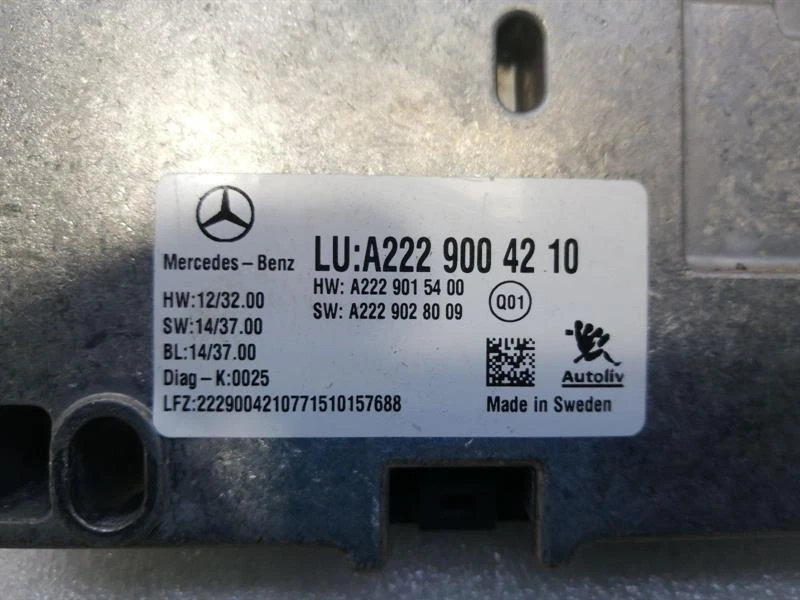 Mercedes-Benz
LU:A222 900 42 10
HW: A222 901 54 00
SW: A222 902 80 09
Q01
HW:12/32.00
SW:14/37.00
BL:14/37.00
Diag-K:0025
LFZ:2229004210771510157688
Autoliv
Made in Sweden